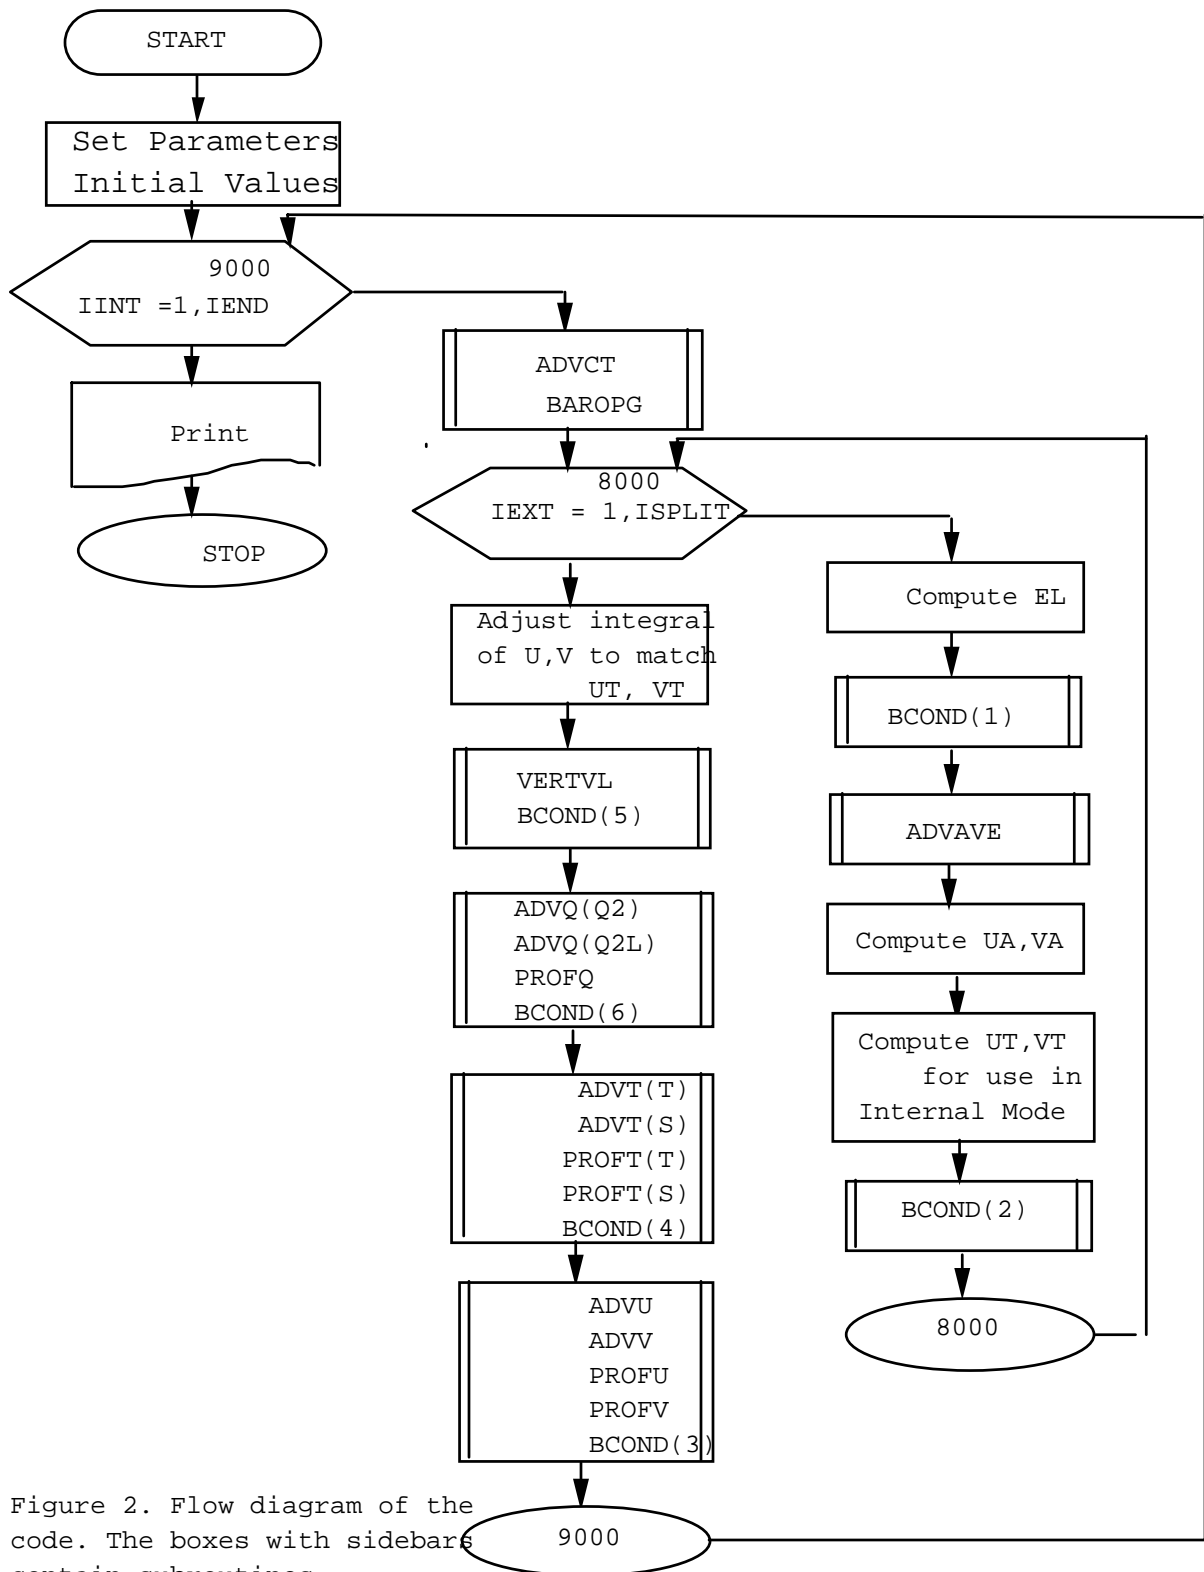 START
Set Parameters
Initial Values
9000
IINT =1,IEND
Print
STOP
ADVCT
BAROPG
8000
IEXT = 1,ISPLIT
Adjust integral
of U,V to match
UT, VT
VERTVL
BCOND(5)
ADVQ(Q2)
ADVQ(Q2L)
PROFQ
BCOND(6)
ADVT(T)
ADVT(S)
PROFT(T)
PROFT(S)
BCOND(4)
ADVU
ADVV
PROFU
PROFV
BCOND(3)
9000
Compute EL
BCOND(1)
ADVAVE
Compute UA,VA
Compute UT,VT
for use in
Internal Mode
BCOND(2)
8000
Figure 2. Flow diagram of the
code. The boxes with sidebars
contain subroutines